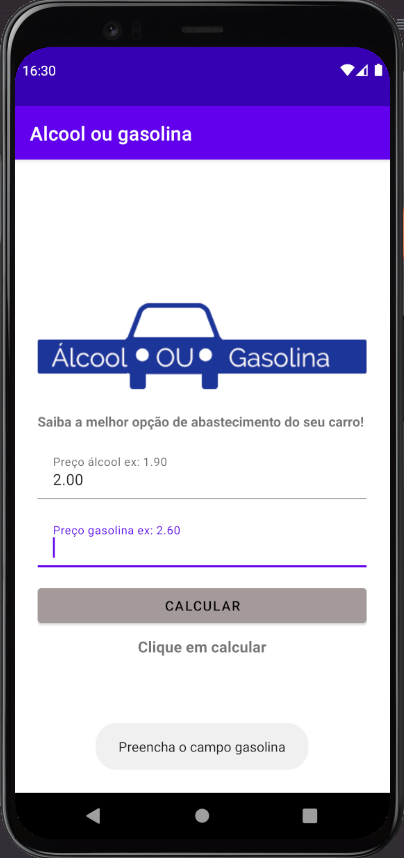 16:30
Alcool ou gasolina
Álcool OU Gasolina
Saiba a melhor opção de abastecimento do seu carro!
Preço álcool ex: 1.90
2.00
Preço gasolina ex: 2.60
CALCULAR
Clique em calcular
Preencha o campo gasolina